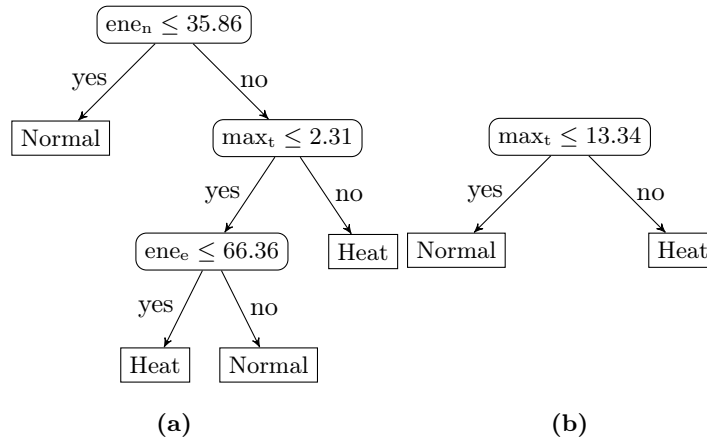 ene_n ≤ 35.86
yes
no
Normal
max_t ≤ 2.31
max_t ≤ 13.34
yes
no
yes
no
ene_e ≤ 66.36
Heat
Normal
Heat
yes
no
Heat
Normal
(a)
(b)